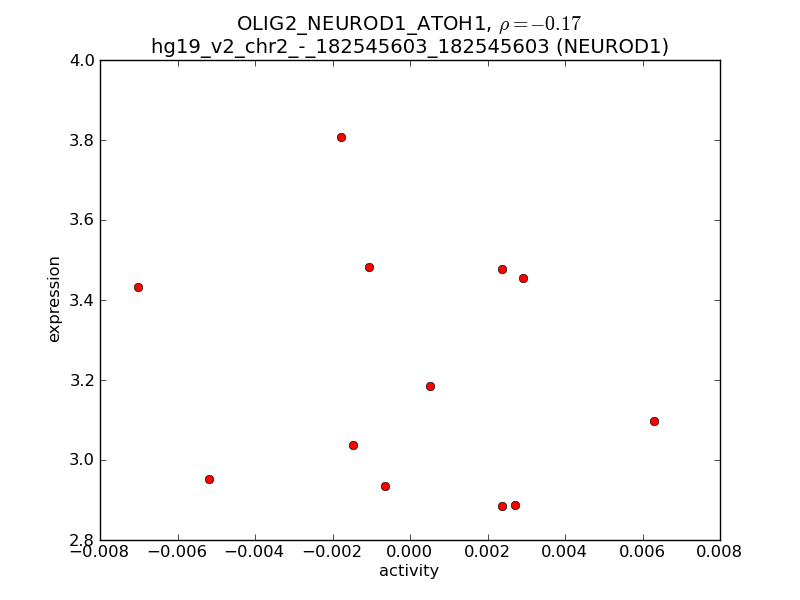 OLIG2_NEUROD1_ATOH1, ρ = −0.17
hg19_v2_chr2_-_182545603_182545603 (NEUROD1)
4.0
3.8
3.6
3.4
3.2
3.0
2.8
expression
−0.008 −0.006 −0.004 −0.002 0.000 0.002 0.004 0.006 0.008
activity